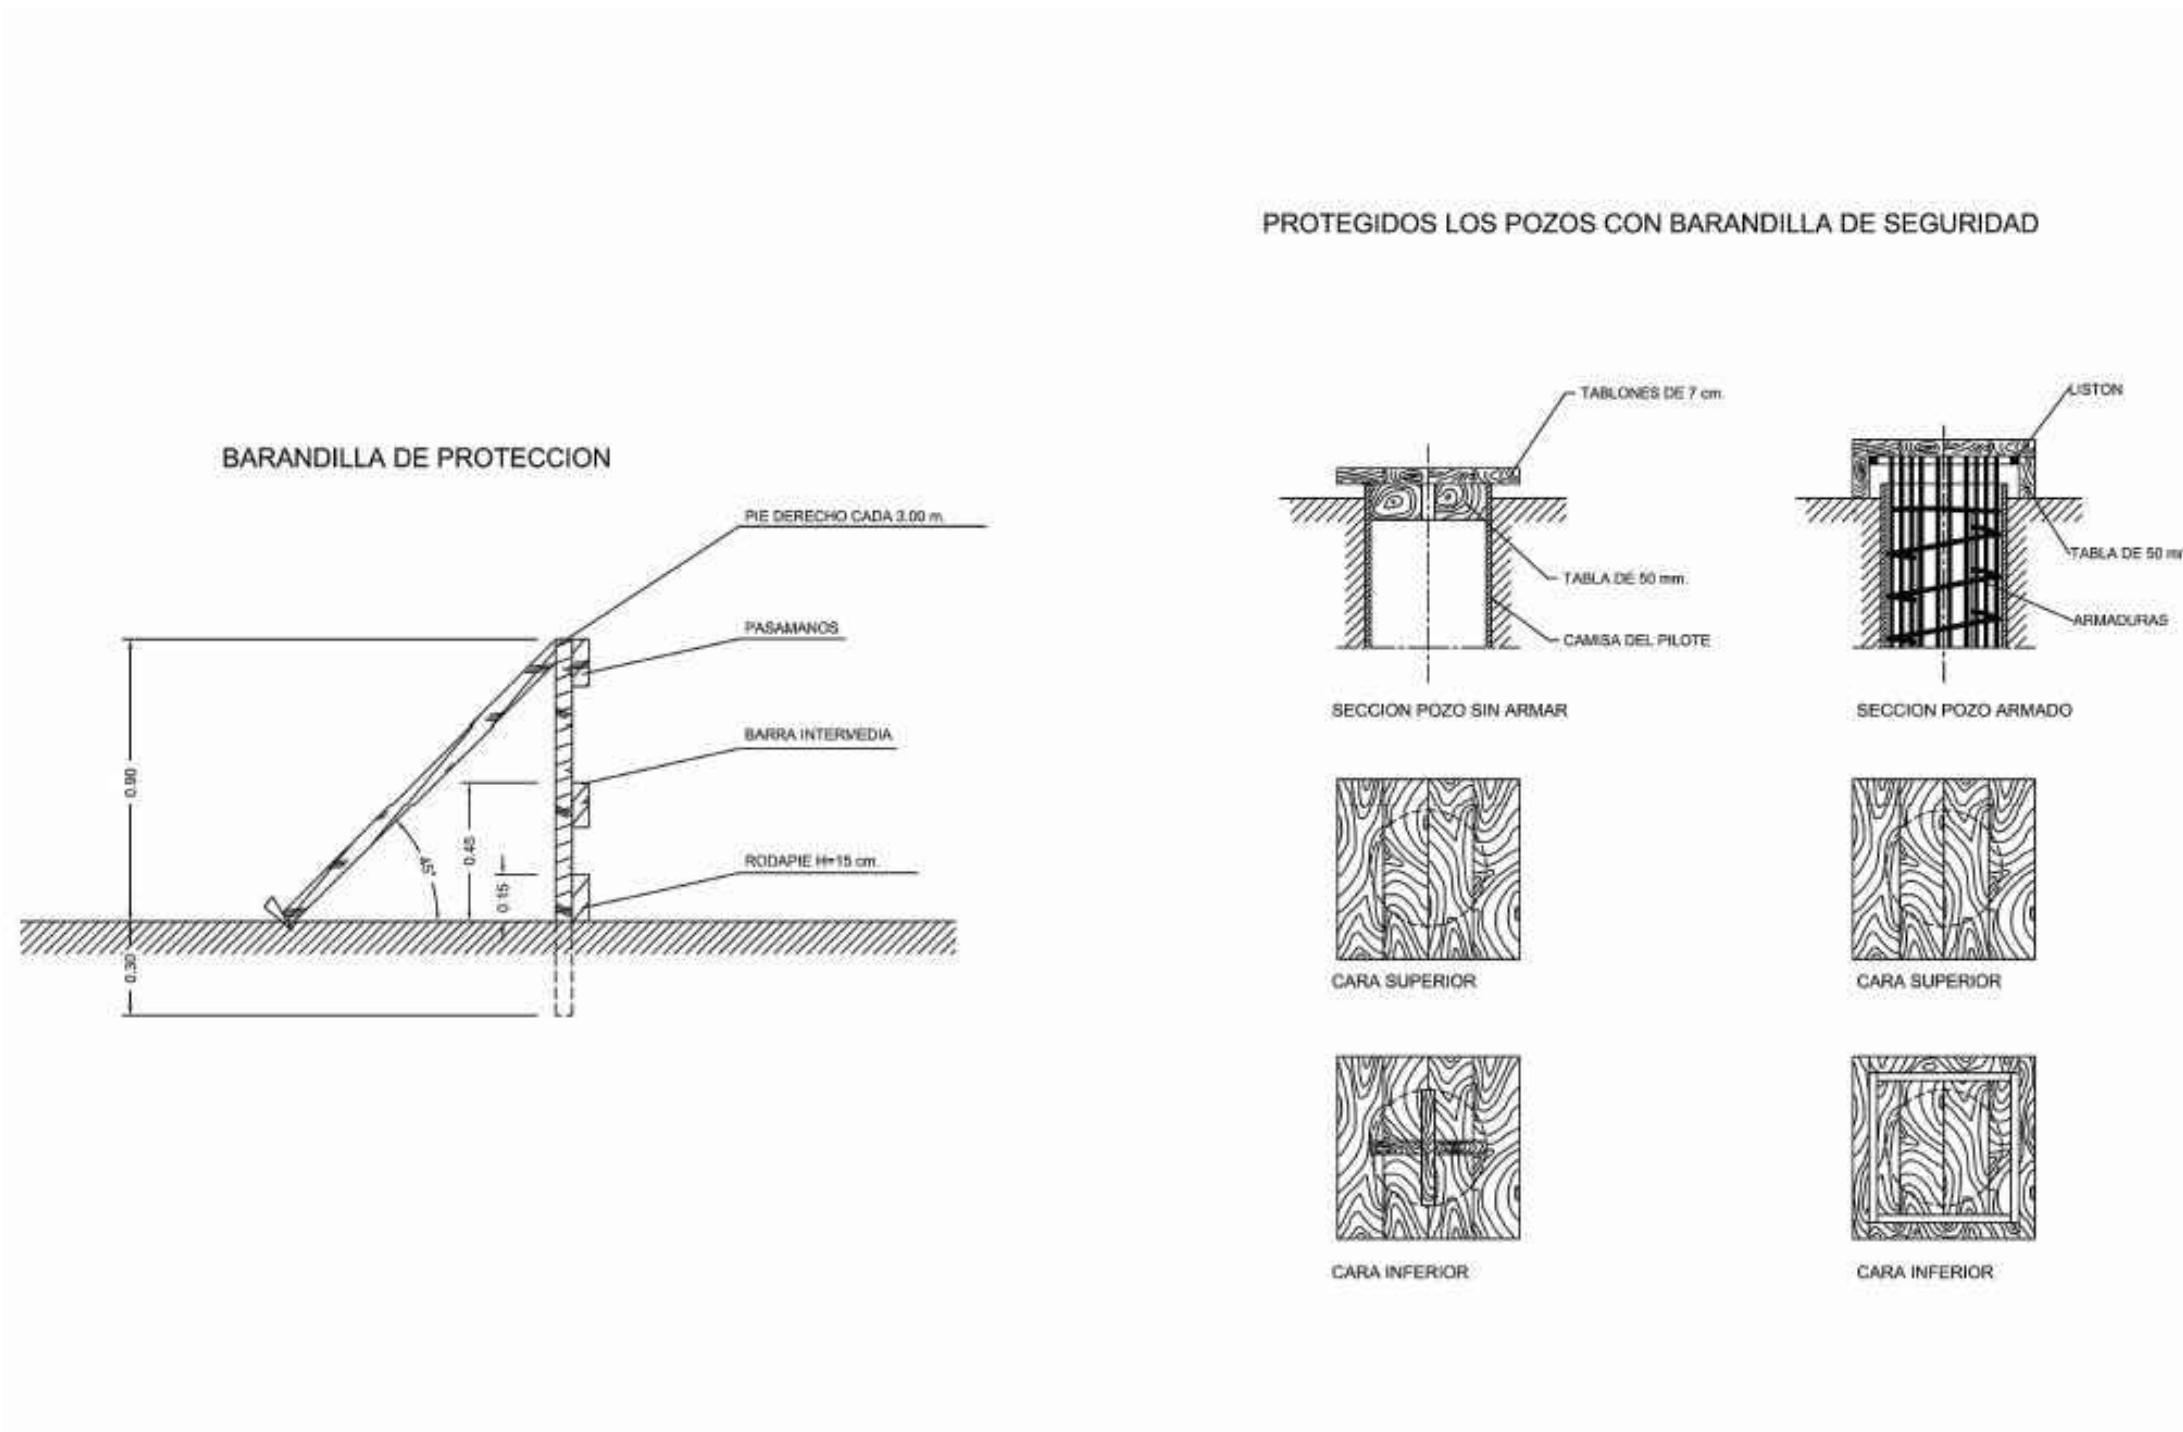 PROTEGIDOS LOS POZOS CON BARANDILLA DE SEGURIDAD
BARANDILLA DE PROTECCION
PIE DERECHO CADA 3.00 m.
PASAMANOS
BARRA INTERMEDIA
RODAPIE H=15 cm.
0.90
0.45
0.15
45°
0.30
TABLONES DE 7 cm.
TABLA DE 50 mm.
CAMISA DEL PILOTE
SECCION POZO SIN ARMAR
CARA SUPERIOR
CARA INFERIOR
LISTON
TABLA DE 50 m
ARMADURAS
SECCION POZO ARMADO
CARA SUPERIOR
CARA INFERIOR